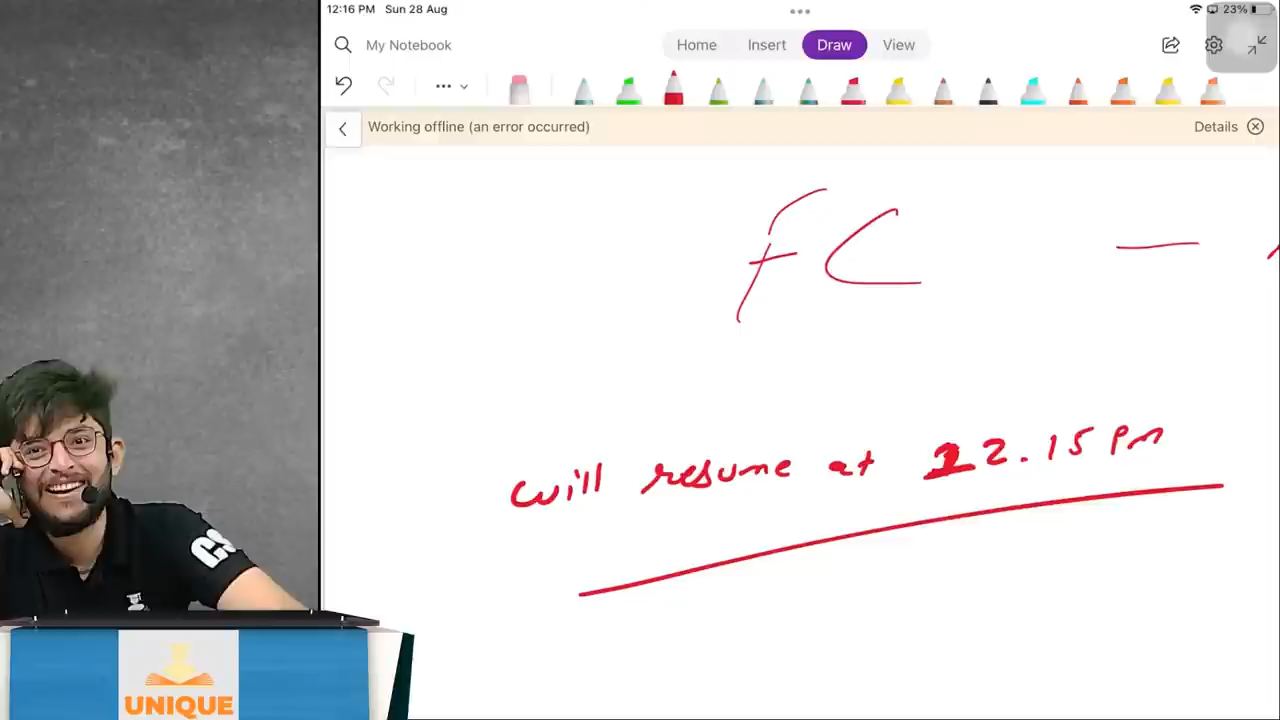 12:16 PM Sun 28 Aug
23%
My Notebook
Home Insert Draw View
Working offline (an error occurred)
Details
FC —
will resume at 12.15 Pm
CS
UNIQUE